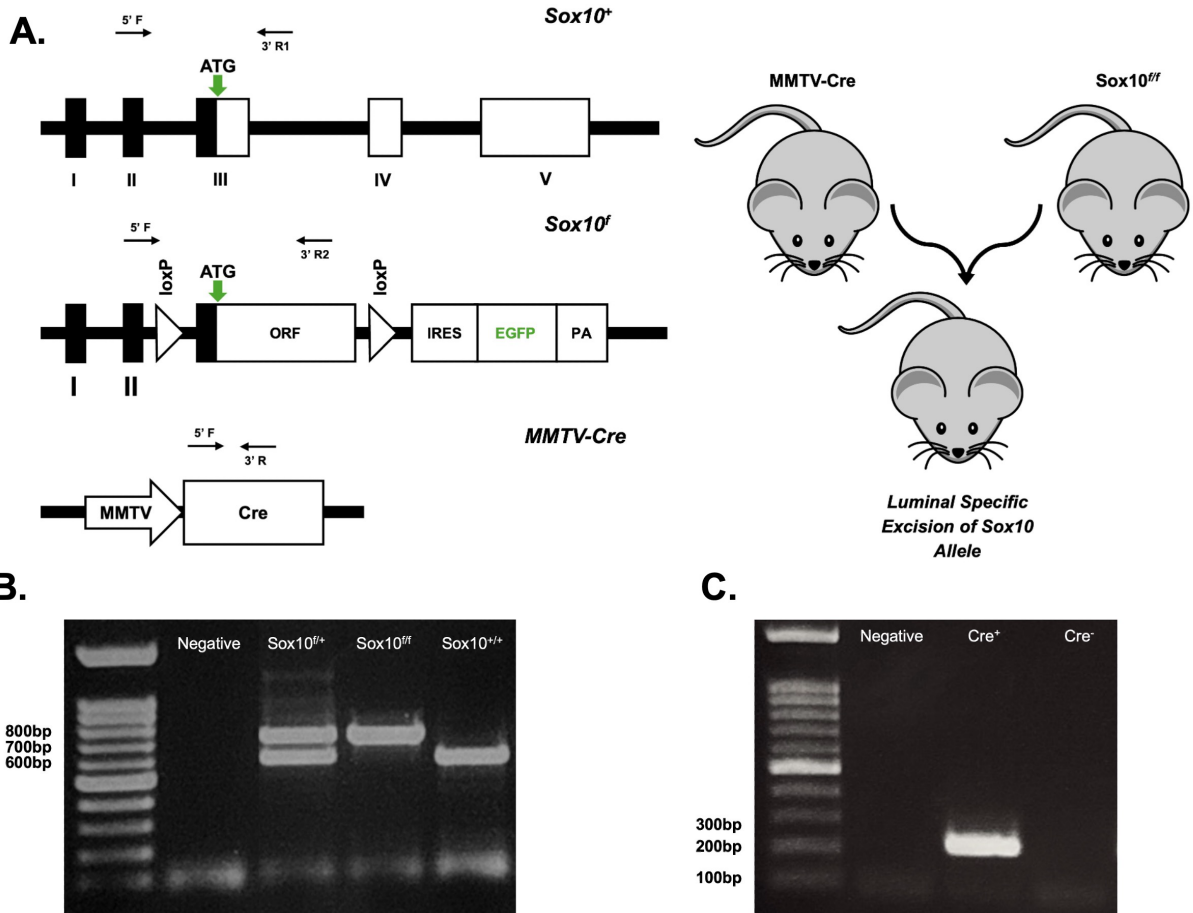 A.
Sox10+
5' F
3' R1
ATG
I II III IV V
MMTV-Cre
Sox10f/f
Sox10f
5' F
3' R2
loxP
ATG
loxP
ORF
IRES
EGFP
PA
I II
MMTV-Cre
5' F
3' R
MMTV
Cre
Luminal Specific
Excision of Sox10
Allele
B.
Negative Sox10f/+ Sox10f/f Sox10+/+
800bp
700bp
600bp
C.
Negative Cre+ Cre-
300bp
200bp
100bp